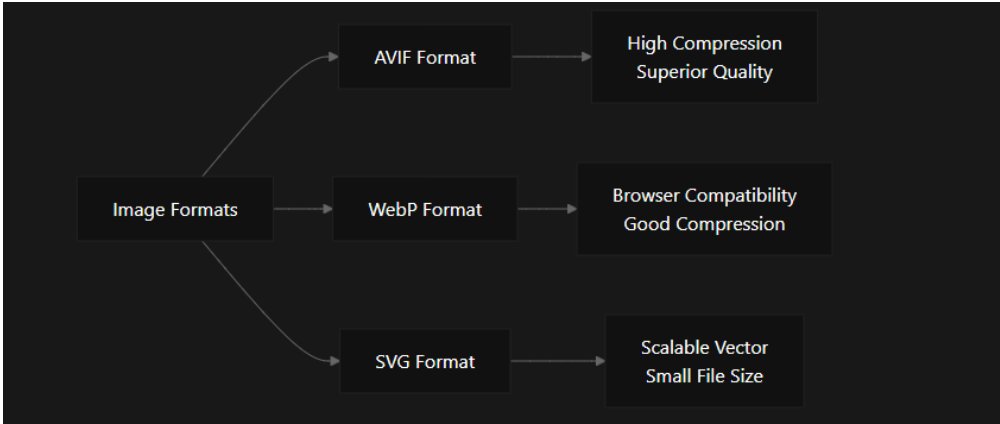 AVIF Format
High Compression
Superior Quality
Image Formats
WebP Format
Browser Compatibility
Good Compression
SVG Format
Scalable Vector
Small File Size